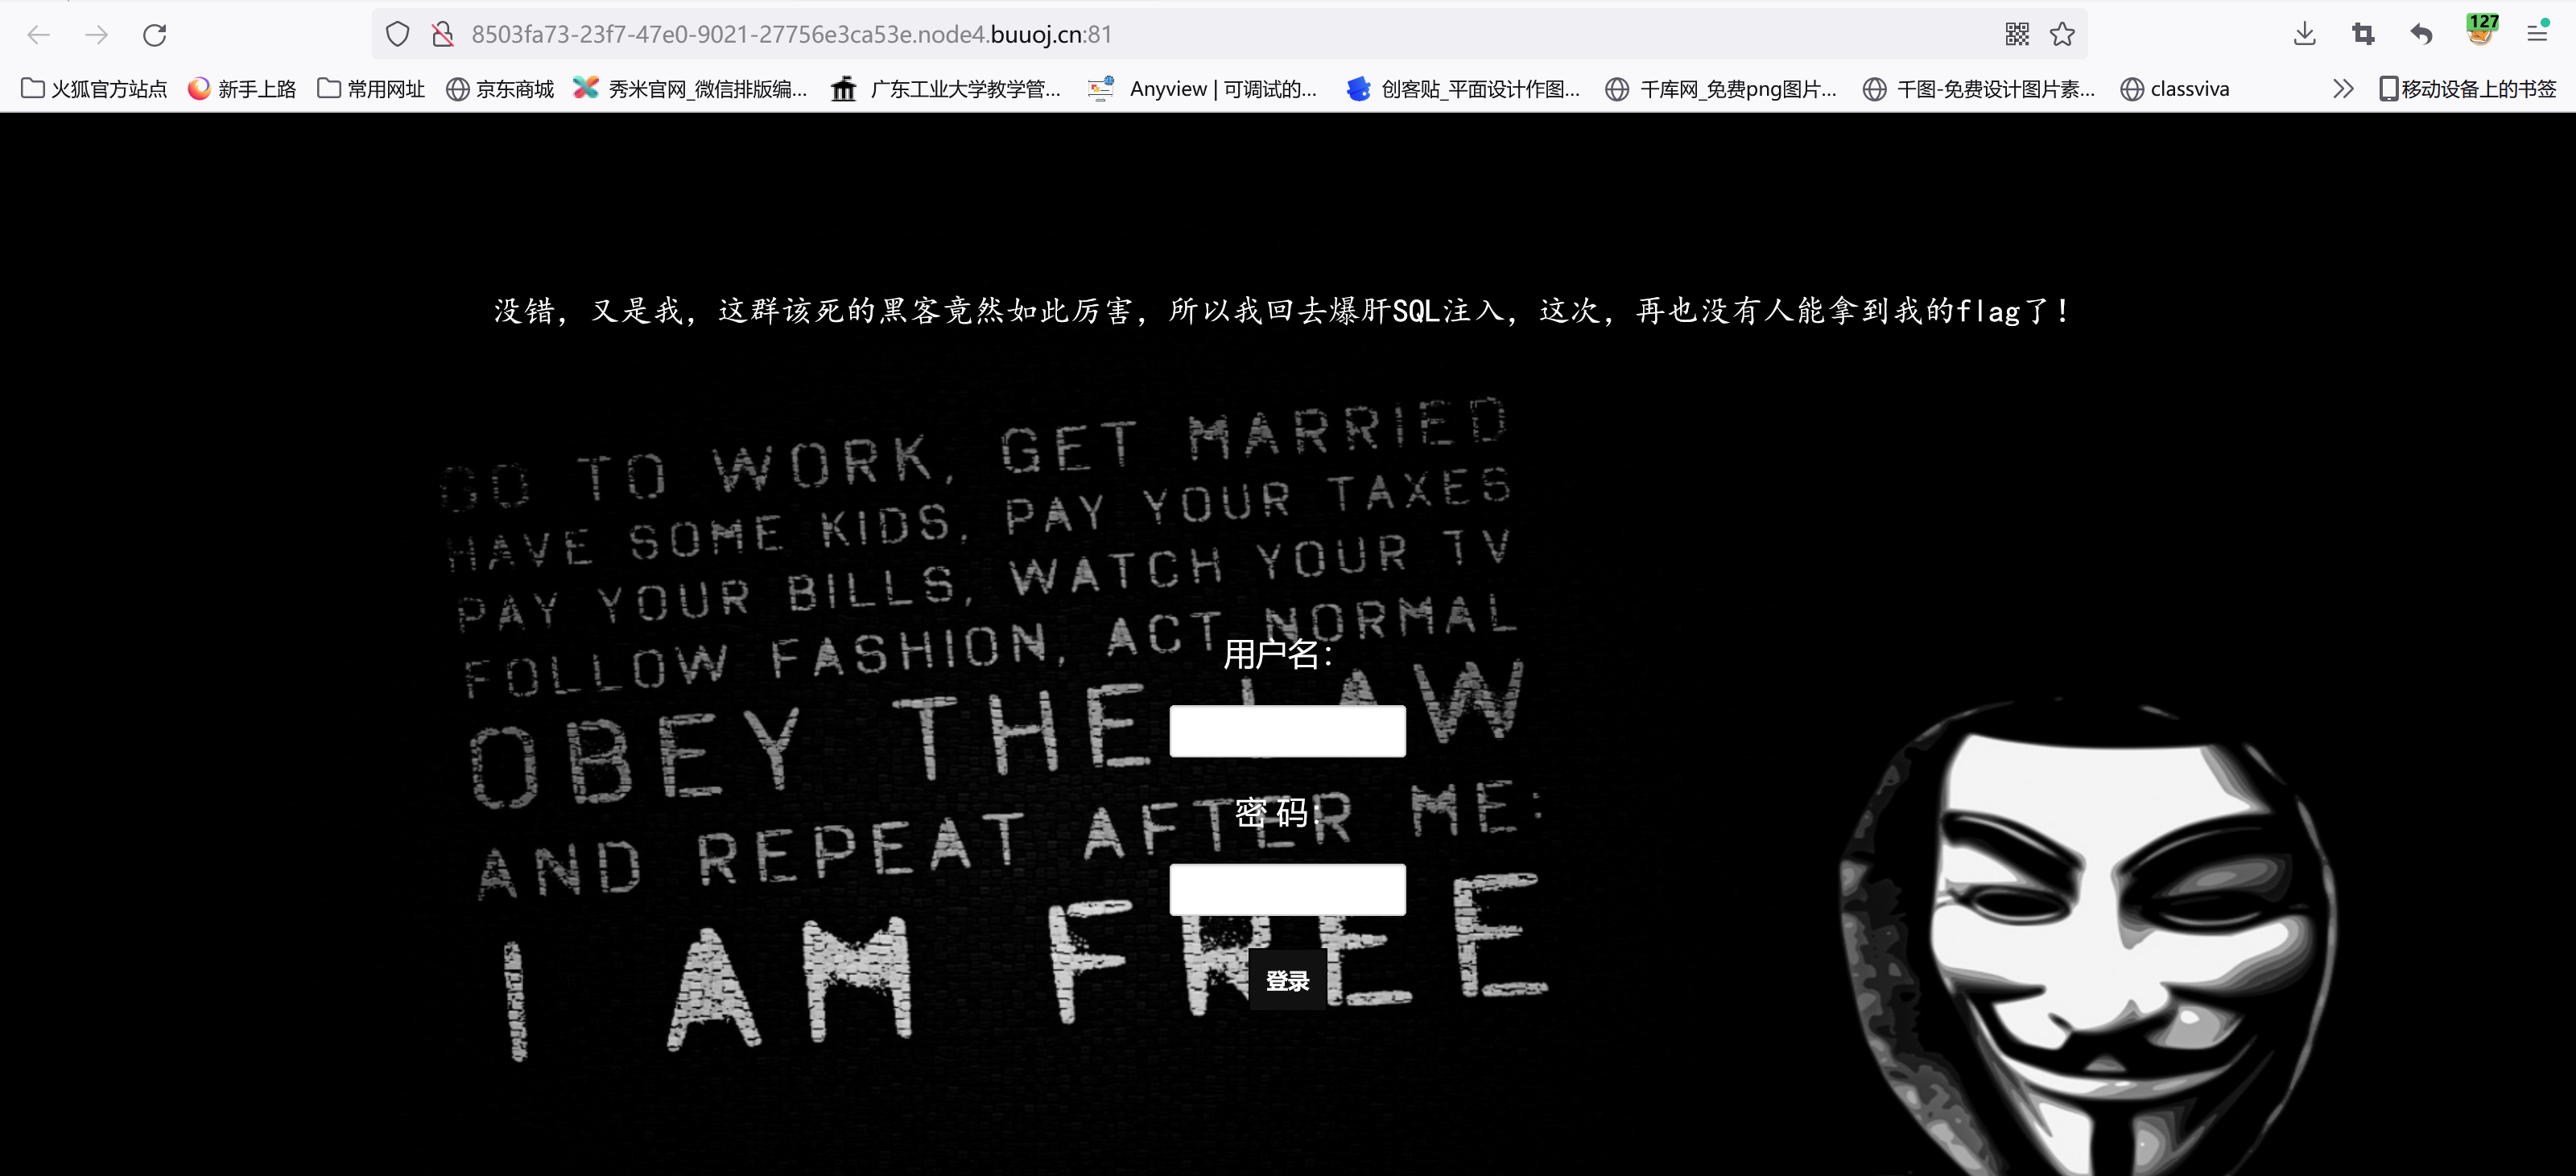 8503fa73-23f7-47e0-9021-27756e3ca53e.node4.buuoj.cn:81
127
火狐官方站点 新手上路 常用网址 京东商城 秀米官网_微信排版编... 广东工业大学教学管... Anyview | 可调试的... 创客贴_平面设计作图... 千库网_免费png图片... 千图-免费设计图片素... classviva 移动设备上的书签
没错，又是我，这群该死的黑客竟然如此厉害，所以我回去爆肝SQL注入，这次，再也没有人能拿到我的flag了！
GO TO WORK, GET MARRIED
HAVE SOME KIDS, PAY YOUR TAXES
PAY YOUR BILLS, WATCH YOUR TV
FOLLOW FASHION, ACT NORMAL
OBEY THE LAW
AND REPEAT AFTER ME:
I AM FREE
用户名：
密 码：
登录